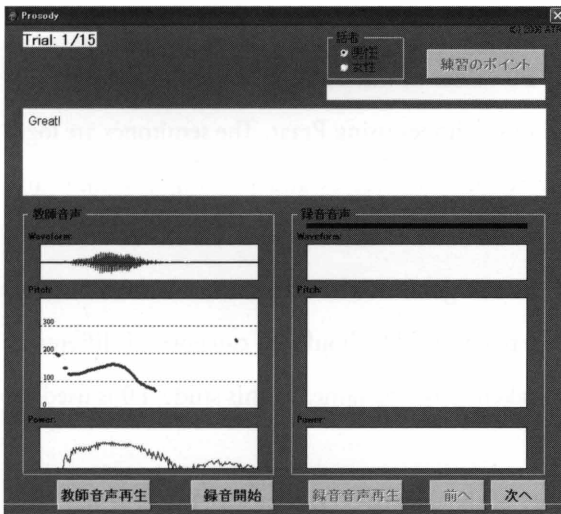 Prosody
(C) 2006 ATR
Trial: 1/15
話者
男性
女性
練習のポイント
Great!
教師音声
Waveform:
Pitch:
300
200
100
0
Power:
録音音声
Waveform:
Pitch:
Power:
教師音声再生
録音開始
録音音声再生
前へ
次へ